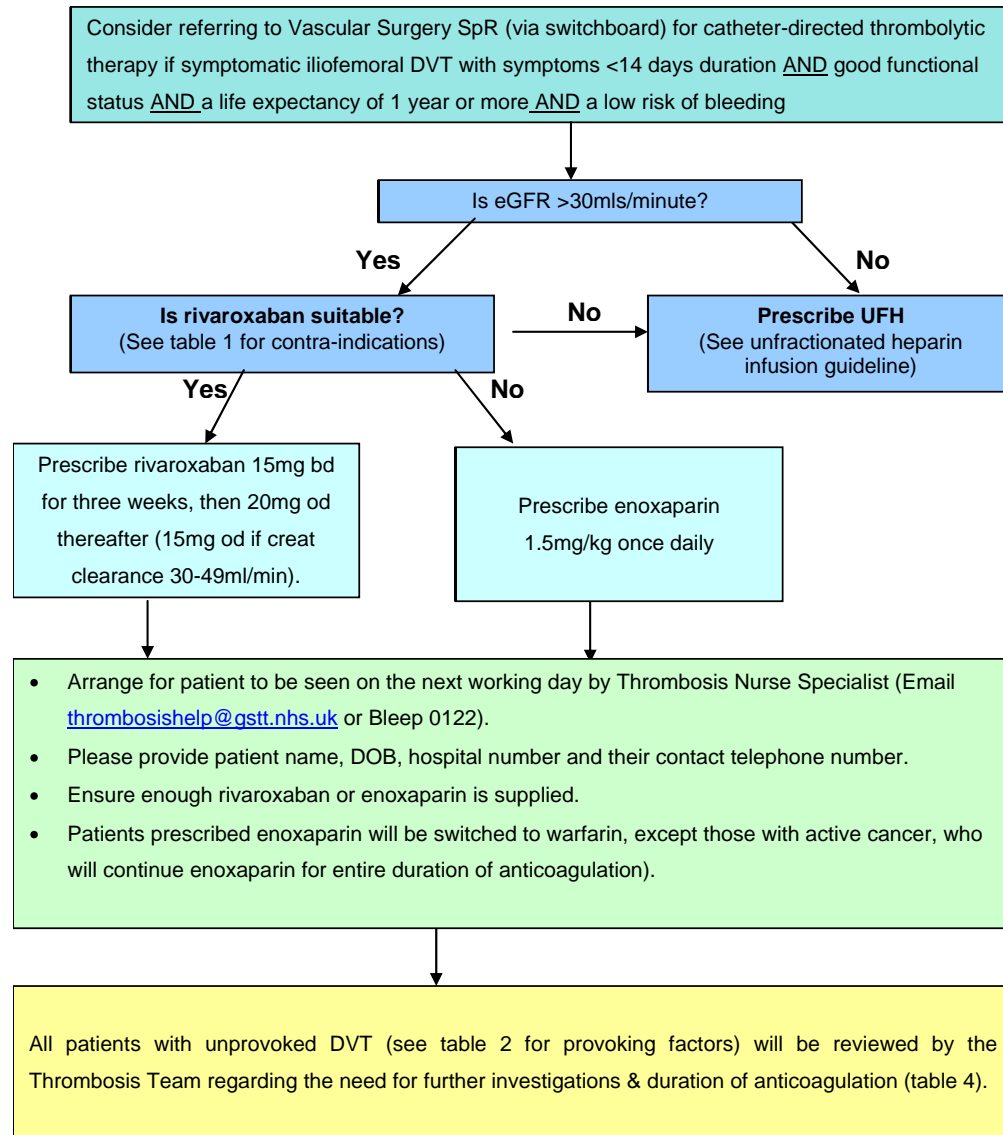 Consider referring to Vascular Surgery SpR (via switchboard) for catheter-directed thrombolytic
therapy if symptomatic iliofemoral DVT with symptoms <14 days duration AND good functional
status AND a life expectancy of 1 year or more AND a low risk of bleeding
Is eGFR >30mls/minute?
Yes
No
Is rivaroxaban suitable?
(See table 1 for contra-indications)
No
Prescribe UFH
(See unfractionated heparin
infusion guideline)
Yes
No
Prescribe rivaroxaban 15mg bd
for three weeks, then 20mg od
thereafter (15mg od if creat
clearance 30-49ml/min).
Prescribe enoxaparin
1.5mg/kg once daily
• Arrange for patient to be seen on the next working day by Thrombosis Nurse Specialist (Email
thrombosishelp@gstt.nhs.uk or Bleep 0122).
• Please provide patient name, DOB, hospital number and their contact telephone number.
• Ensure enough rivaroxaban or enoxaparin is supplied.
• Patients prescribed enoxaparin will be switched to warfarin, except those with active cancer, who
will continue enoxaparin for entire duration of anticoagulation).
All patients with unprovoked DVT (see table 2 for provoking factors) will be reviewed by the
Thrombosis Team regarding the need for further investigations & duration of anticoagulation (table 4).